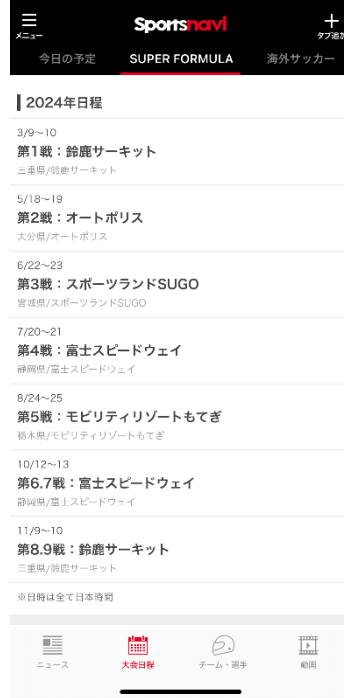 Sportsnavi
メニュー
タブ追加
今日の予定 SUPER FORMULA 海外サッカー
2024年日程
3/9〜10
第1戦：鈴鹿サーキット
三重県/鈴鹿サーキット
5/18〜19
第2戦：オートポリス
大分県/オートポリス
6/22〜23
第3戦：スポーツランドSUGO
宮城県/スポーツランドSUGO
7/20〜21
第4戦：富士スピードウェイ
静岡県/富士スピードウェイ
8/24〜25
第5戦：モビリティリゾートもてぎ
栃木県/モビリティリゾートもてぎ
10/12〜13
第6.7戦：富士スピードウェイ
静岡県/富士スピードウェイ
11/9〜10
第8.9戦：鈴鹿サーキット
三重県/鈴鹿サーキット
※日時は全て日本時間
ニュース 大会日程 チーム・選手 動画